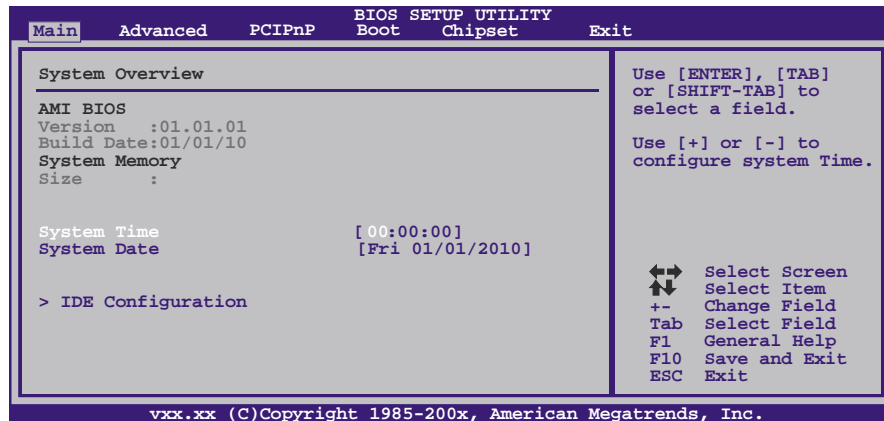 BIOS SETUP UTILITY
Main Advanced PCIPnP Boot Chipset Exit
System Overview
AMI BIOS
Version :01.01.01
Build Date:01/01/10
System Memory
Size :
System Time [ 00:00:00]
System Date [Fri 01/01/2010]
> IDE Configuration
Use [ENTER], [TAB]
or [SHIFT-TAB] to
select a field.
Use [+] or [-] to
configure system Time.
Select Screen
Select Item
+- Change Field
Tab Select Field
F1 General Help
F10 Save and Exit
ESC Exit
vxx.xx (C)Copyright 1985-200x, American Megatrends, Inc.